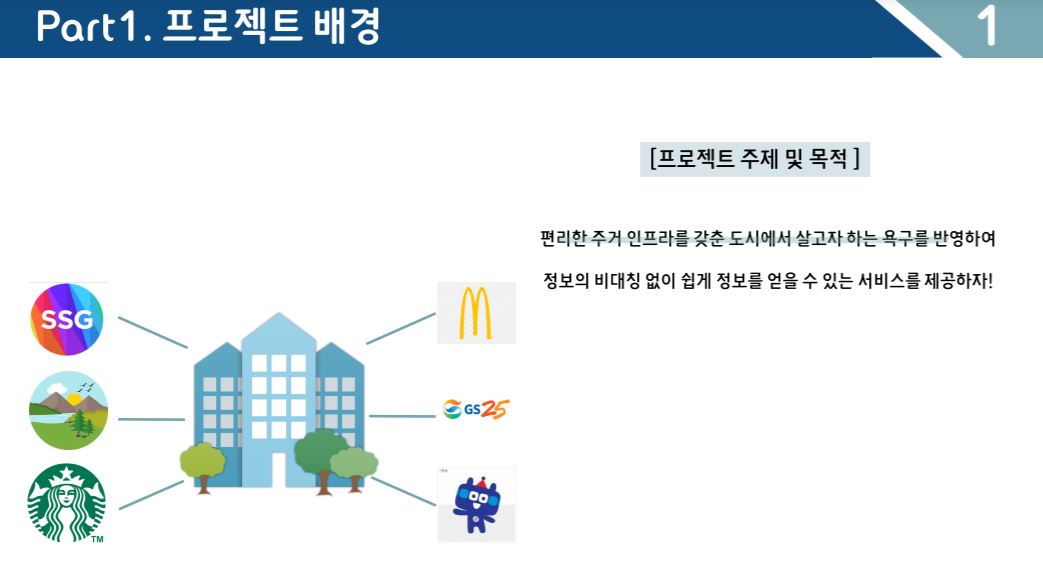 Part1. 프로젝트 배경
1
[프로젝트 주제 및 목적 ]
편리한 주거 인프라를 갖춘 도시에서 살고자 하는 욕구를 반영하여
정보의 비대칭 없이 쉽게 정보를 얻을 수 있는 서비스를 제공하자!
SSG
GS25
TM